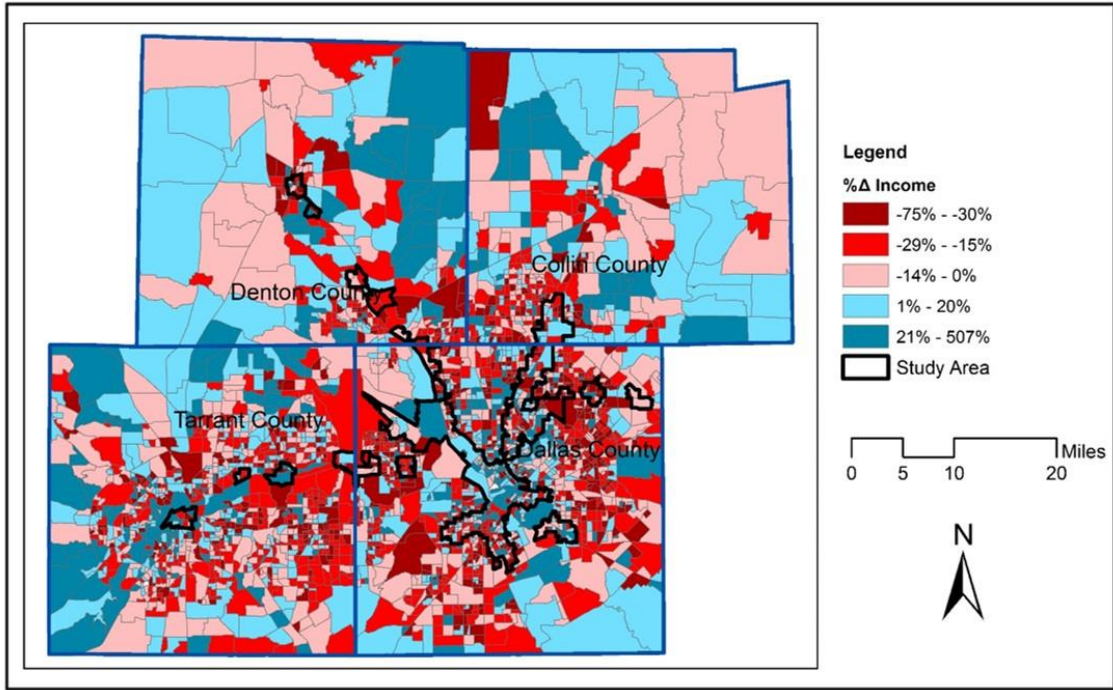 Collin County
Denton County
Tarrant County
Dallas County
Legend
%Δ Income
-75% - -30%
-29% - -15%
-14% - 0%
1% - 20%
21% - 507%
Study Area
Miles
0 5 10 20
N